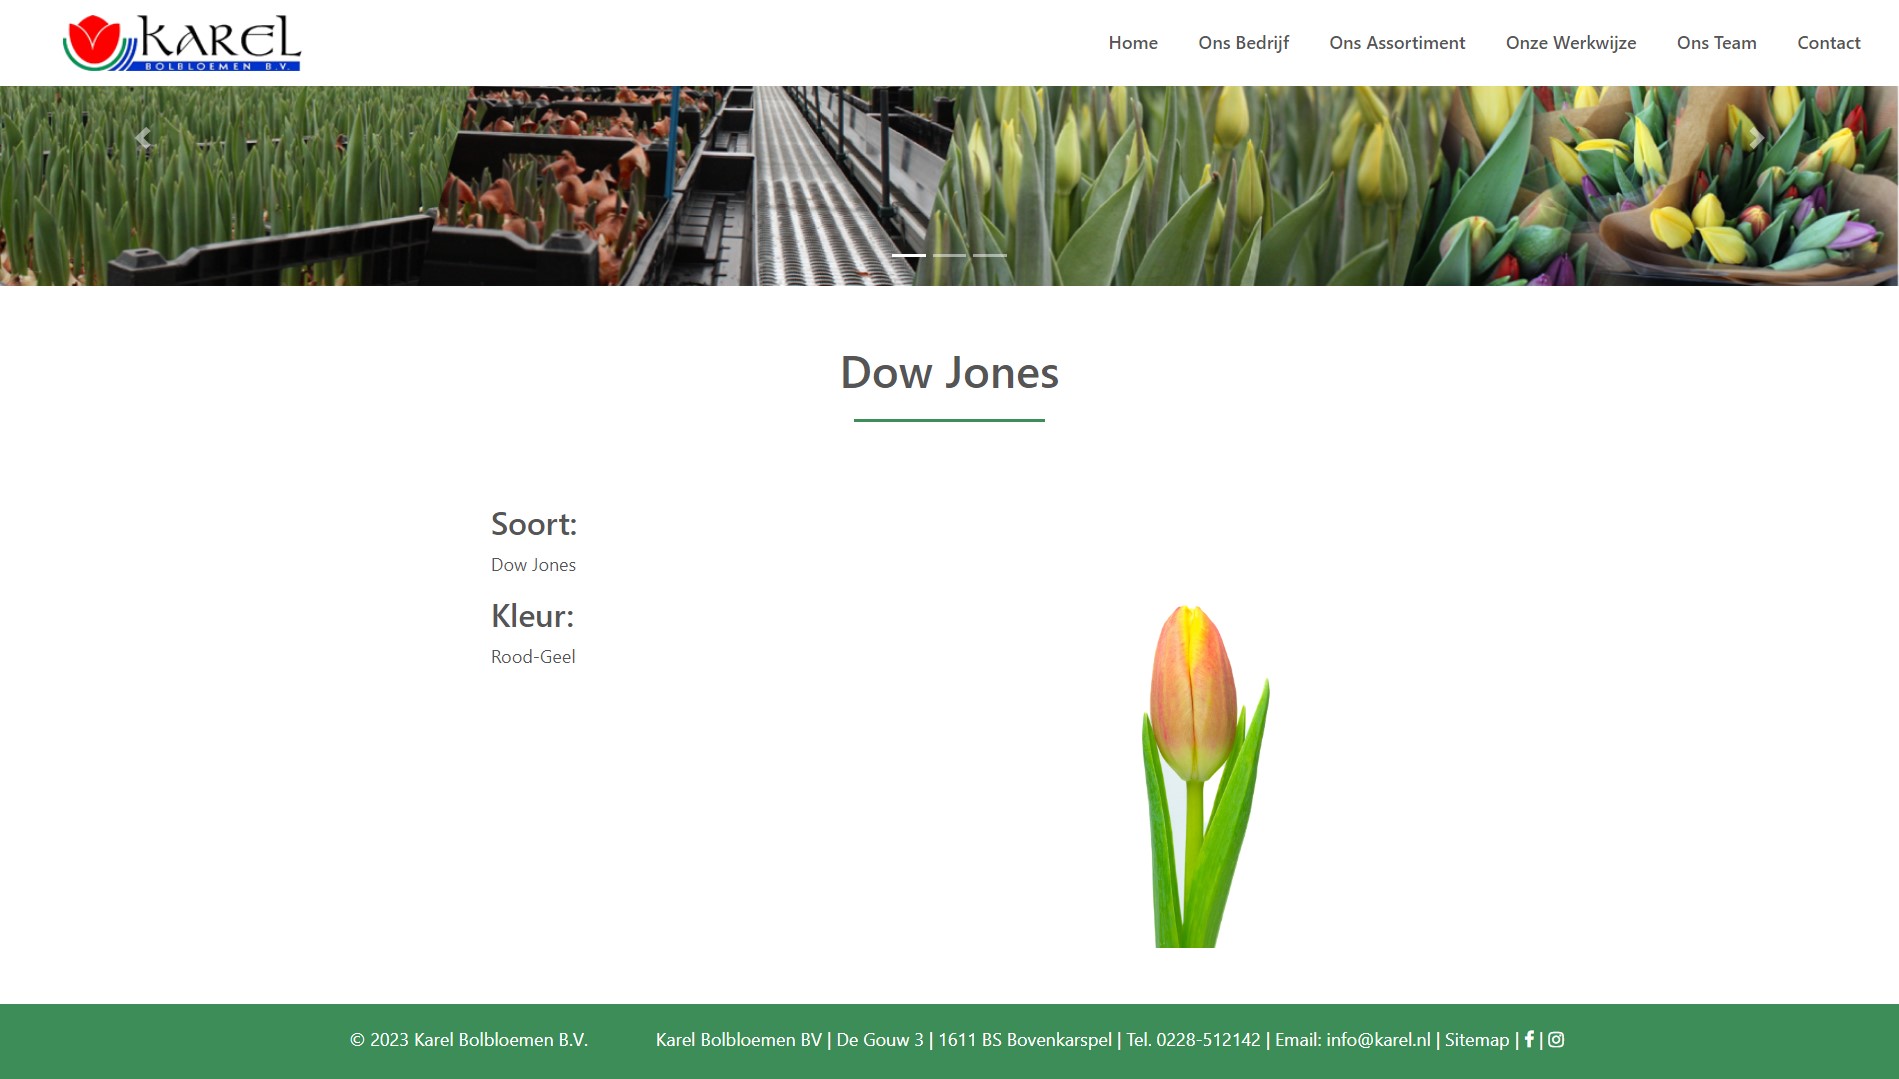 KAREL
BOLBLOEMEN B.V.
Home Ons Bedrijf Ons Assortiment Onze Werkwijze Ons Team Contact
Dow Jones
Soort:
Dow Jones
Kleur:
Rood-Geel
© 2023 Karel Bolbloemen B.V. Karel Bolbloemen BV | De Gouw 3 | 1611 BS Bovenkarspel | Tel. 0228-512142 | Email: info@karel.nl | Sitemap | |